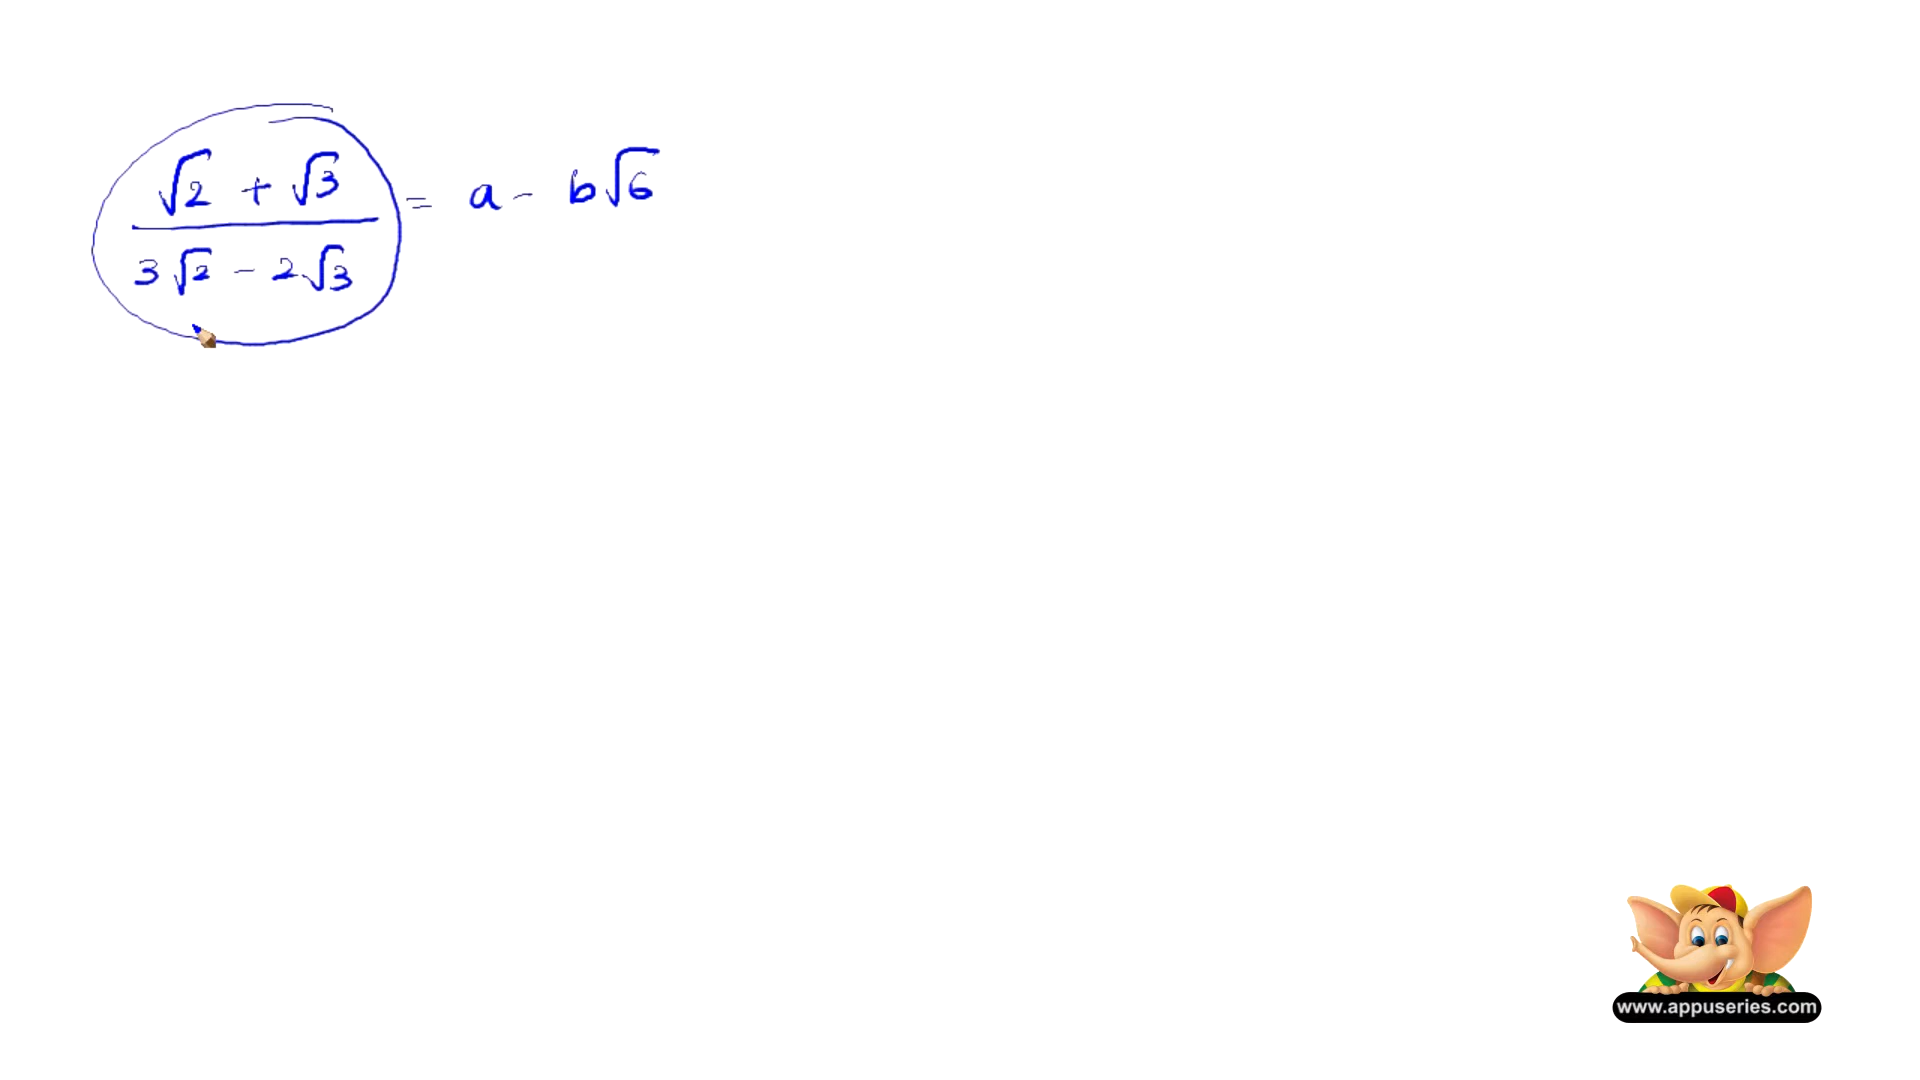 √2 + √3 / 3√2 - 2√3 = a - b√6
www.appuseries.com